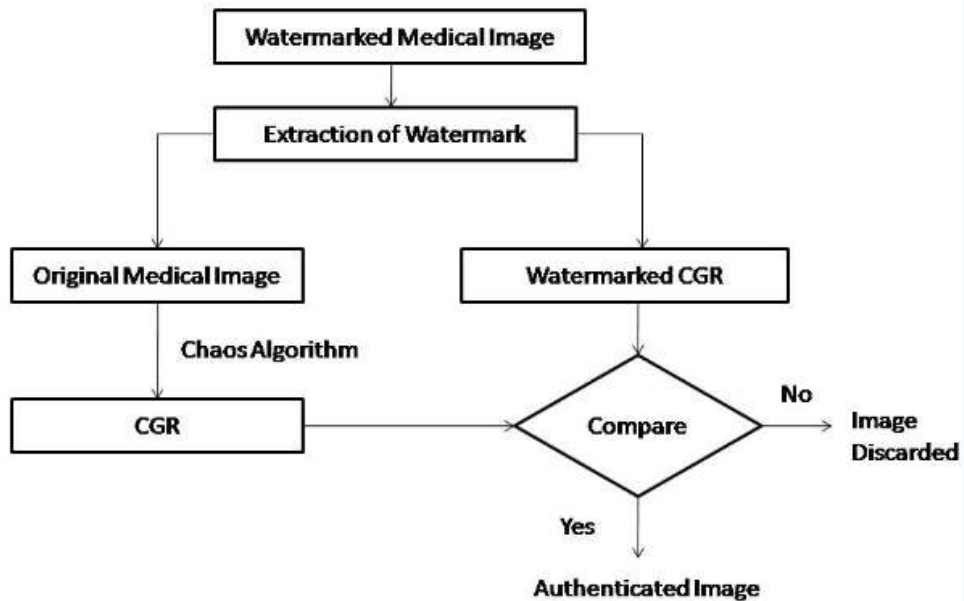 Watermarked Medical Image
Extraction of Watermark
Original Medical Image
Watermarked CGR
Chaos Algorithm
CGR
Compare
No
Image
Discarded
Yes
Authenticated Image